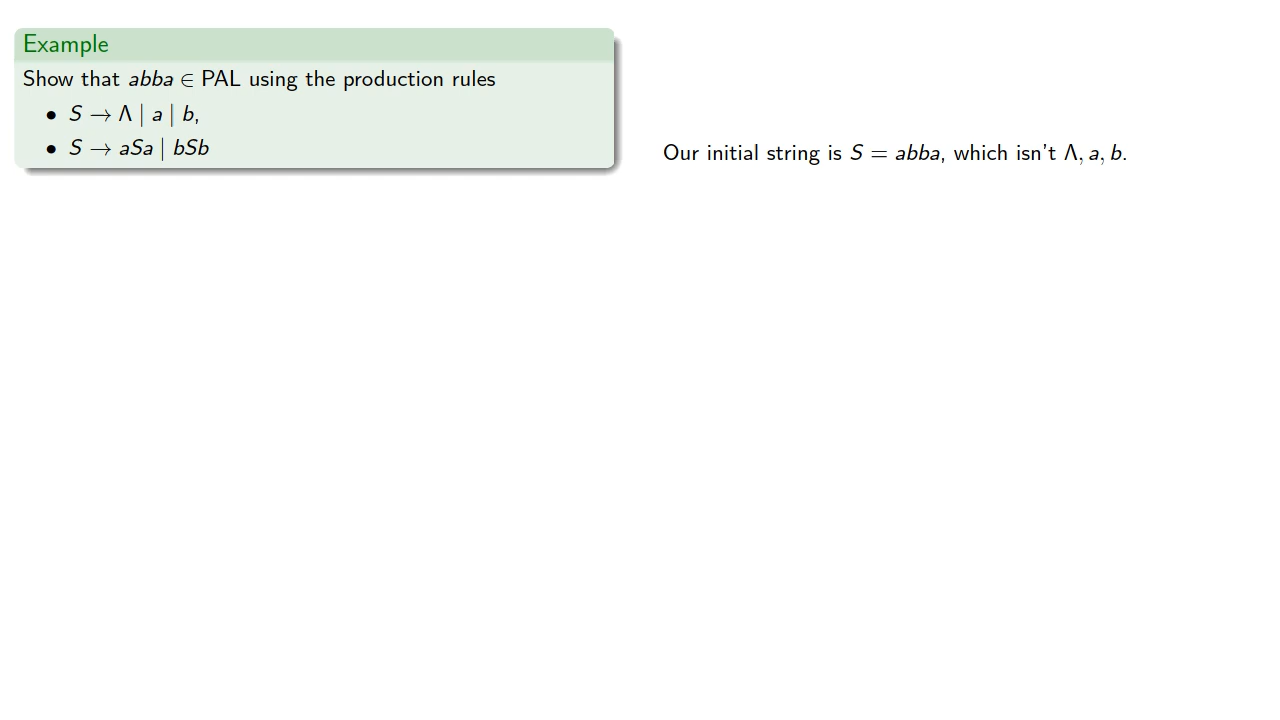 Example
Show that abba ∈ PAL using the production rules
• S → Λ | a | b,
• S → aSa | bSb
Our initial string is S = abba, which isn't Λ, a, b.